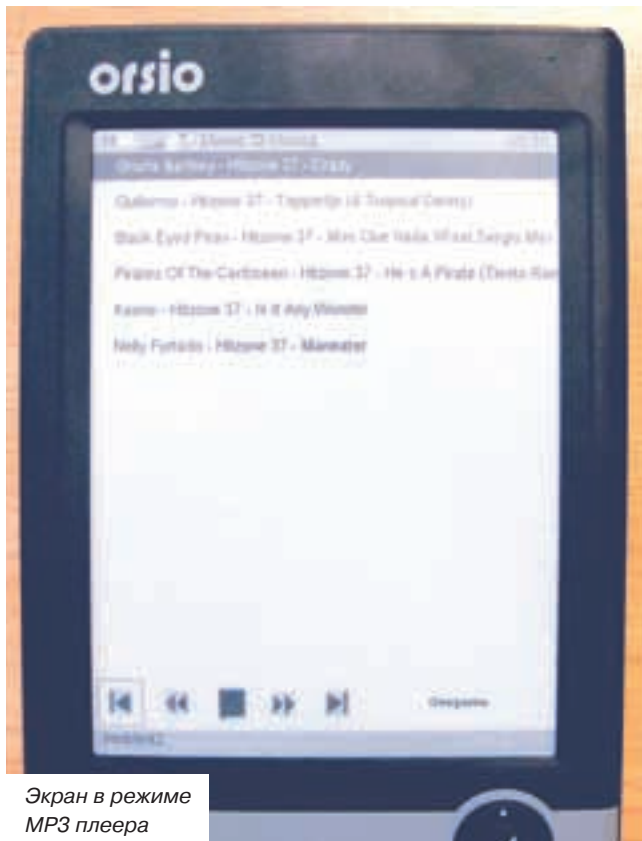 orsio
Gnarls Barkley - Hitzone 37 - Crazy
Guillermo - Hitzone 37 - Toppertje (& Tropical Danny)
Black Eyed Peas - Hitzone 37 - Mas Que Nada
Pirates Of The Caribbean - Hitzone 37 - He s A Pirate (Tiesto
Keane - Hitzone 37 - Is It Any Wonder
Nelly Furtado - Hitzone 37 - Maneater
Экран в режиме
MP3 плеера